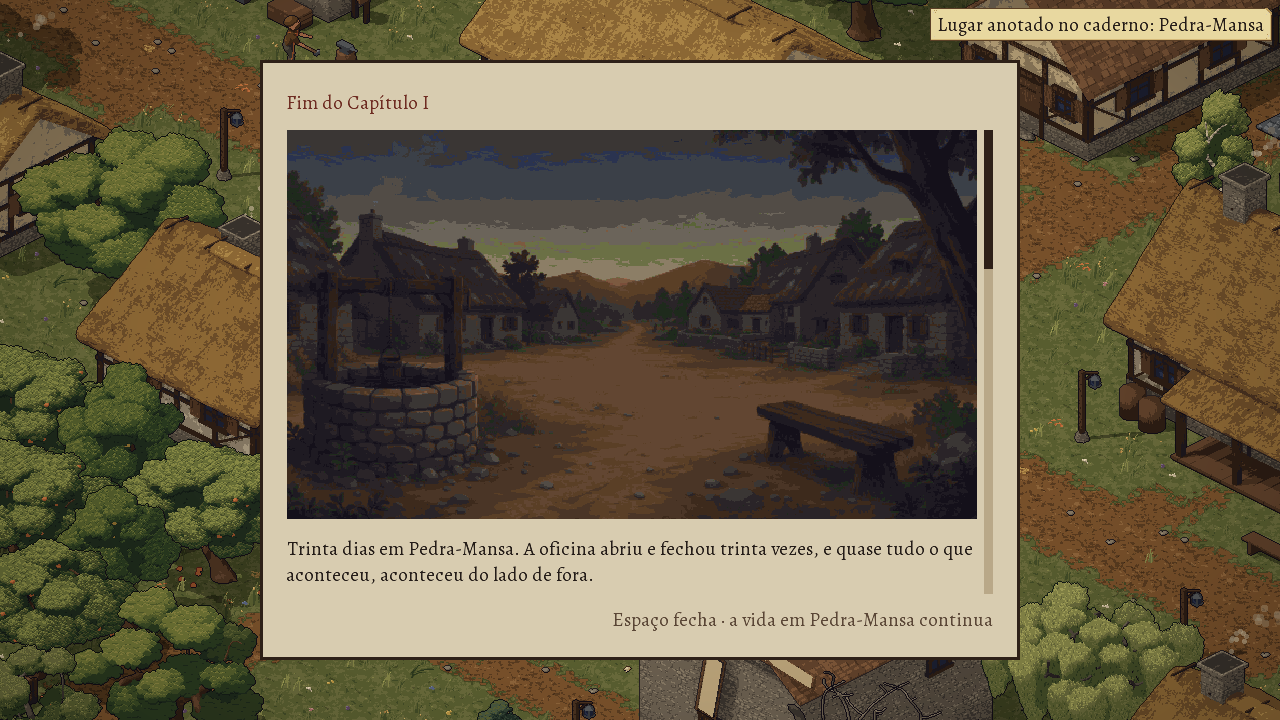 Lugar anotado no caderno: Pedra-Mansa
Fim do Capítulo I
Trinta dias em Pedra-Mansa. A oficina abriu e fechou trinta vezes, e quase tudo o que
aconteceu, aconteceu do lado de fora.
Espaço fecha · a vida em Pedra-Mansa continua